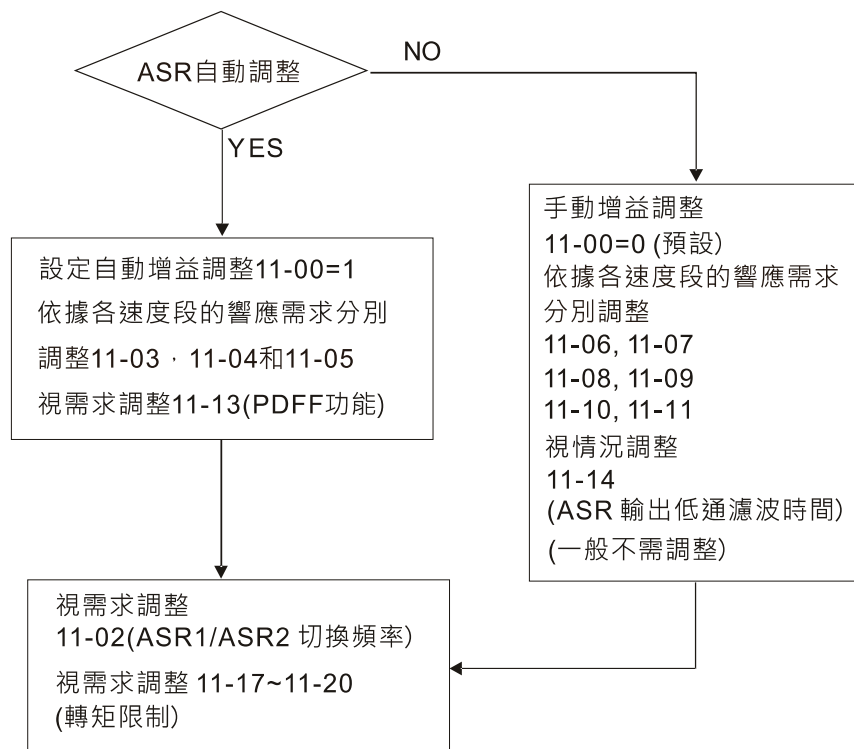 ASR自動調整
NO
YES
設定自動增益調整11-00=1
依據各速度段的響應需求分別
調整11-03，11-04和11-05
視需求調整11-13(PDFF功能)
手動增益調整
11-00=0 (預設)
依據各速度段的響應需求
分別調整
11-06, 11-07
11-08, 11-09
11-10, 11-11
視情況調整
11-14
(ASR 輸出低通濾波時間)
(一般不需調整)
視需求調整
11-02(ASR1/ASR2 切換頻率)
視需求調整 11-17~11-20
(轉矩限制)